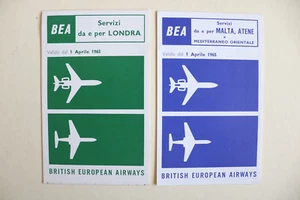 BEA
Servizi
da e per LONDRA
Valido dal 1 Aprile 1965
BRITISH EUROPEAN AIRWAYS
BEA
Servizi
da e per MALTA, ATENE
e
MEDITERRANEO ORIENTALE
Valido dal 1 Aprile 1965
BRITISH EUROPEAN AIRWAYS